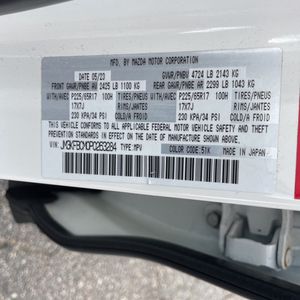 MFD. BY MAZDA MOTOR CORPORATION
DATE 05/23 GVWR/PNBV 4724 LB 2143 KG
FRONT GAWR/PNBE AV 2425 LB 1100 KG REAR GAWR/PNBE AR 2299 LB 1043 KG
WITH/AVEC P225/65R17 100H TIRES/PNEUS WITH/AVEC P225/65R17 100H TIRES/PNEUS
17X7J RIMS/JANTES 17X7J RIMS/JANTES
230 KPA/34 PSI COLD/A FROID 230 KPA/34 PSI COLD/A FROID
THIS VEHICLE CONFORMS TO ALL APPLICABLE FEDERAL MOTOR
VEHICLE SAFETY, BUMPER, AND THEFT PREVENTION STANDARDS
IN EFFECT ON THE DATE OF MANUFACTURE SHOWN ABOVE.
TYPE:MPV COLOR CODE:51K MADE IN JAPAN